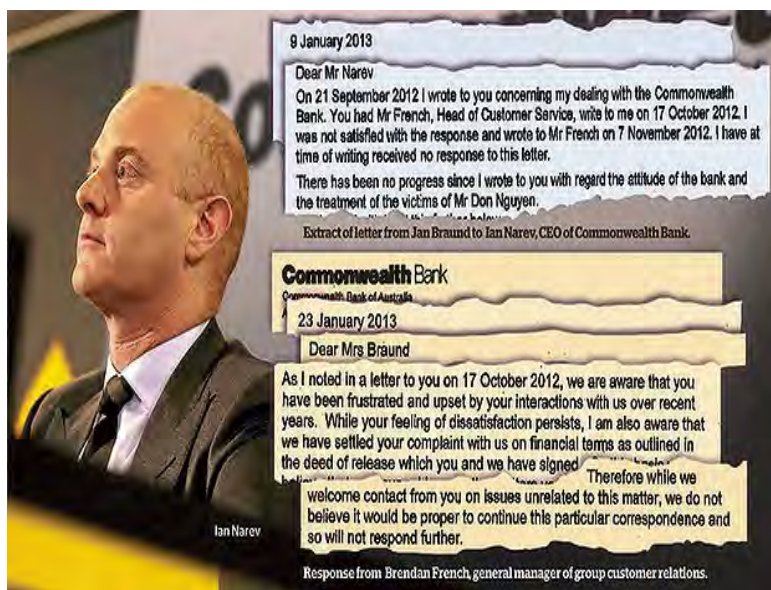 9 January 2013
Dear Mr Narev
On 21 September 2012 I wrote to you concerning my dealing with the Commonwealth
Bank. You had Mr French, Head of Customer Service, write to me on 17 October 2012. I
was not satisfied with the response and wrote to Mr French on 7 November 2012. I have at
time of writing received no response to this letter.
There has been no progress since I wrote to you with regard the attitude of the bank and
the treatment of the victims of Mr Don Nguyen.
Extract of letter from Jan Braund to Ian Narev, CEO of Commonwealth Bank.
Commonwealth Bank
Commonwealth Bank of Australia
23 January 2013
Dear Mrs Braund
As I noted in a letter to you on 17 October 2012, we are aware that you
have been frustrated and upset by your interactions with us over recent
years. While your feeling of dissatisfaction persists, I am also aware that
we have settled your complaint with us on financial terms as outlined in
the deed of release which you and we have signed
Therefore while we
welcome contact from you on issues unrelated to this matter, we do not
believe it would be proper to continue this particular correspondence and
so will not respond further.
Ian Narev
Response from Brendan French, general manager of group customer relations.